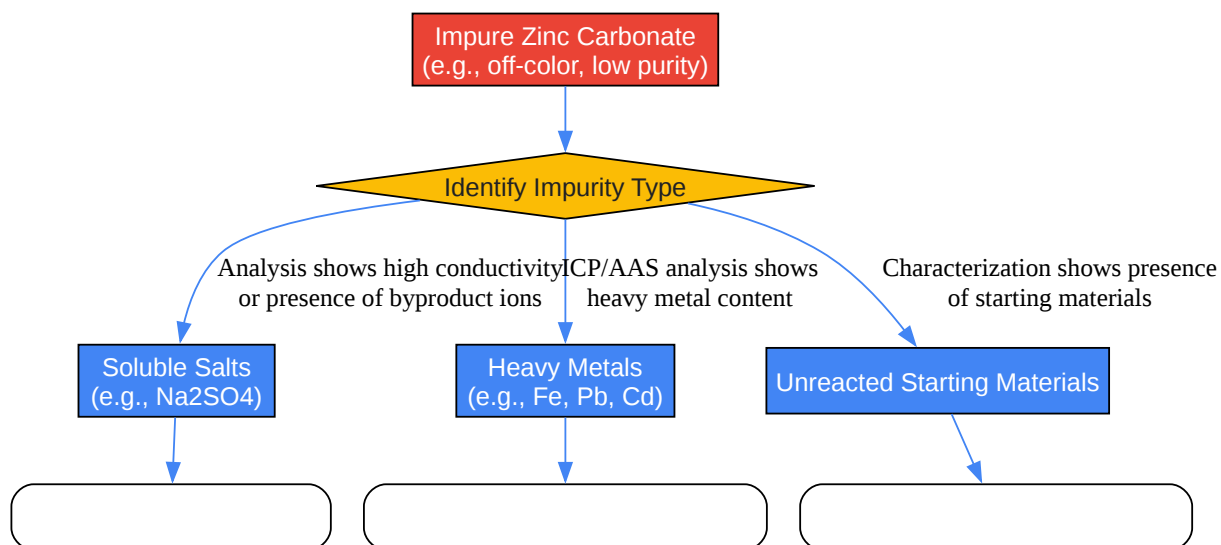 Impure Zinc Carbonate
(e.g., off-color, low purity)
Identify Impurity Type
Analysis shows high conductivity
or presence of byproduct ions
ICP/AAS analysis shows
heavy metal content
Characterization shows presence
of starting materials
Soluble Salts
(e.g., Na2SO4)
Heavy Metals
(e.g., Fe, Pb, Cd)
Unreacted Starting Materials